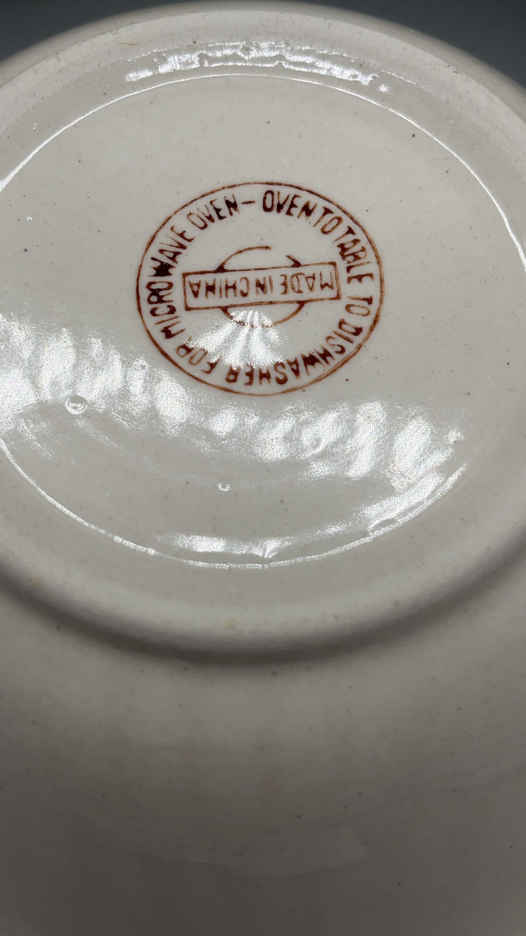 FOR MICROWAVE OVEN – OVEN TO TABLE TO DISHWASHER
MADE IN CHINA